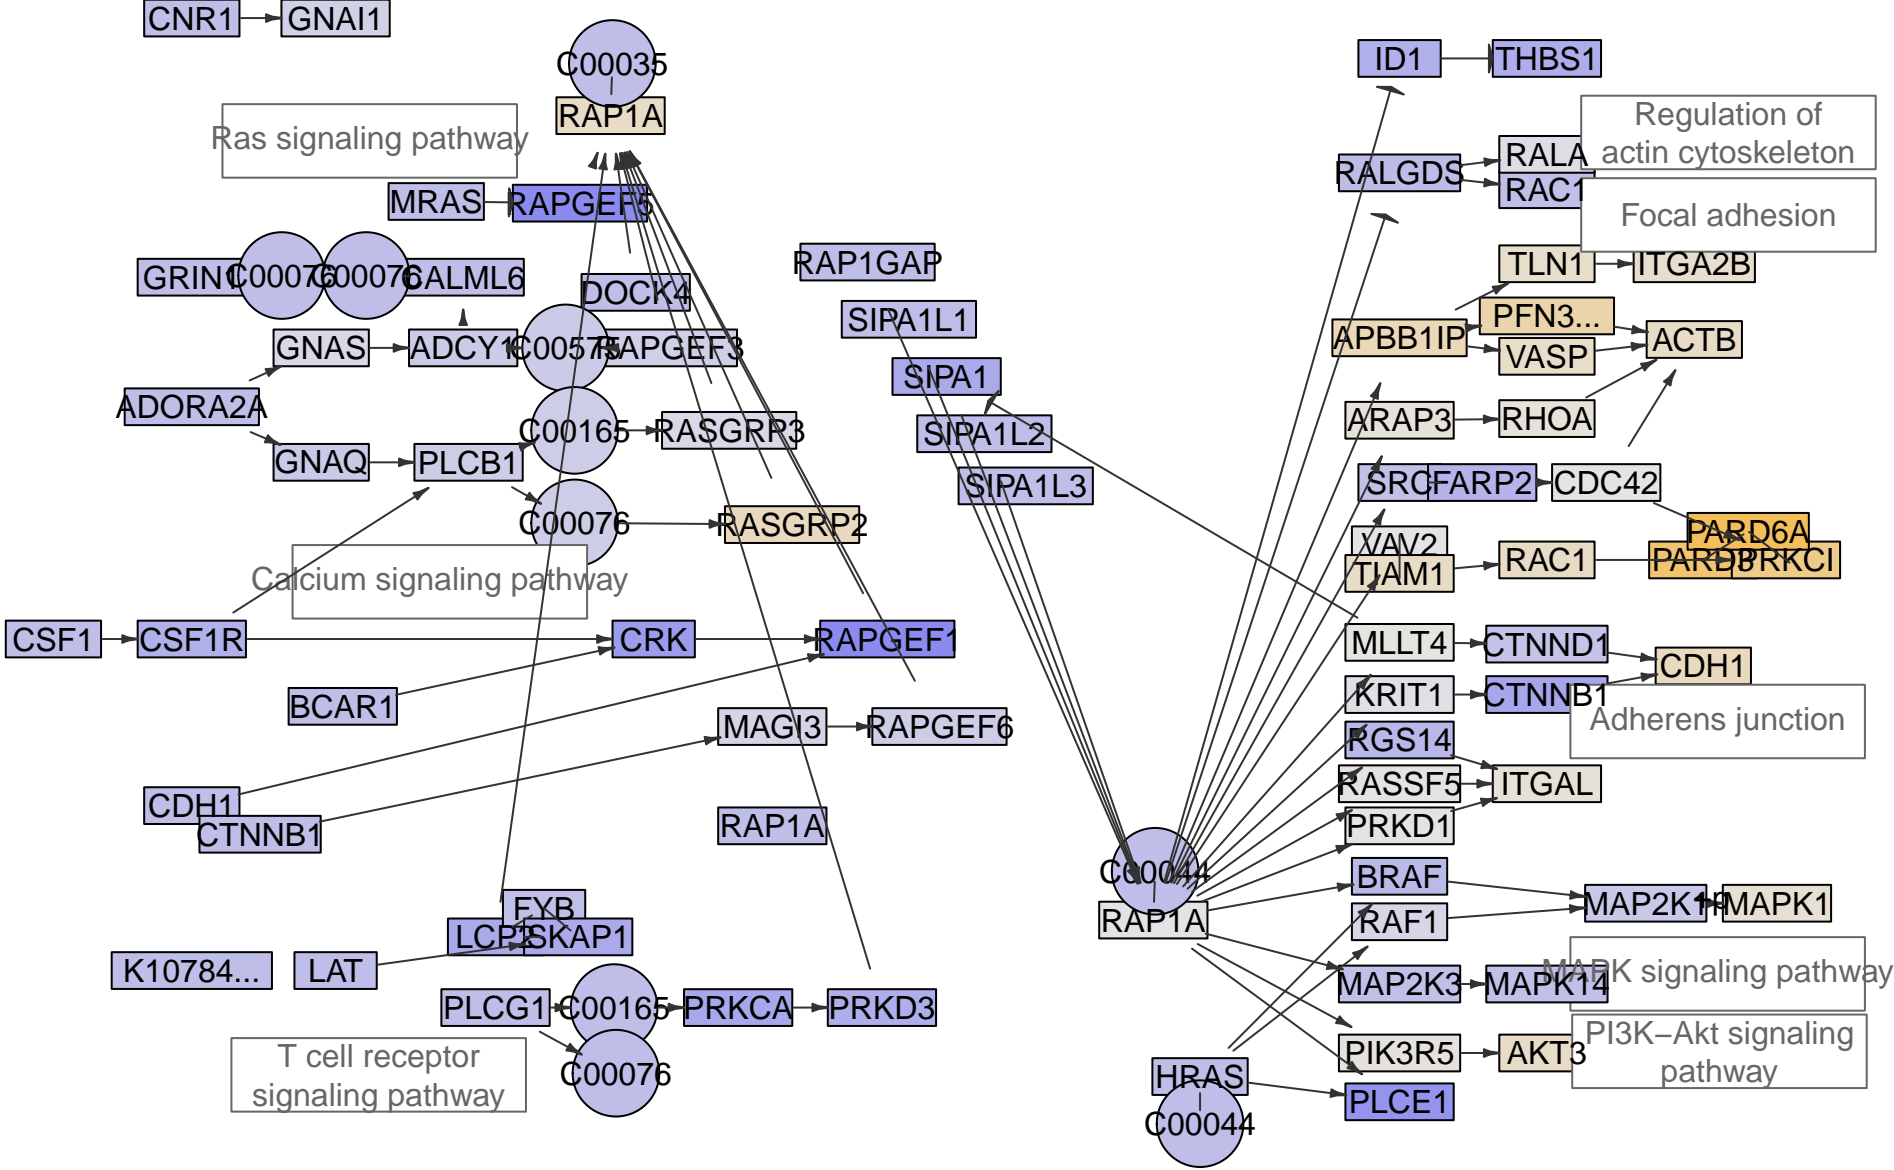 CNR1
GNAI1
C00035
RAP1A
Ras signaling pathway
MRAS
RAPGEF5
GRIN1
C00076
C00076
CALML6
DOCK4
GNAS
ADCY1
C00575
RAPGEF3
ADORA2A
C00165
RASGRP3
GNAQ
PLCB1
C00076
RASGRP2
Calcium signaling pathway
CSF1
CSF1R
CRK
RAPGEF1
BCAR1
MAGI3
RAPGEF6
CDH1
CTNNB1
RAP1A
FYB
LCP2
SKAP1
K10784...
LAT
PLCG1
C00165
PRKCA
PRKD3
T cell receptor
signaling pathway
C00076
RAP1GAP
SIPA1L1
SIPA1
SIPA1L2
SIPA1L3
C00044
RAP1A
HRAS
C00044
ID1
THBS1
Regulation of
actin cytoskeleton
RALGDS
RALA
RAC1
Focal adhesion
TLN1
ITGA2B
APBB1IP
PFN3...
VASP
ACTB
ARAP3
RHOA
SRC
FARP2
CDC42
VAV2
TIAM1
RAC1
PARD6A
PARD3
PRKCI
MLLT4
CTNND1
CDH1
KRIT1
CTNNB1
Adherens junction
RGS14
RASSF5
ITGAL
PRKD1
BRAF
RAF1
MAP2K1
+p
MAPK1
MAP2K3
MAPK14
MAPK signaling pathway
PIK3R5
AKT3
PI3K−Akt signaling
pathway
PLCE1